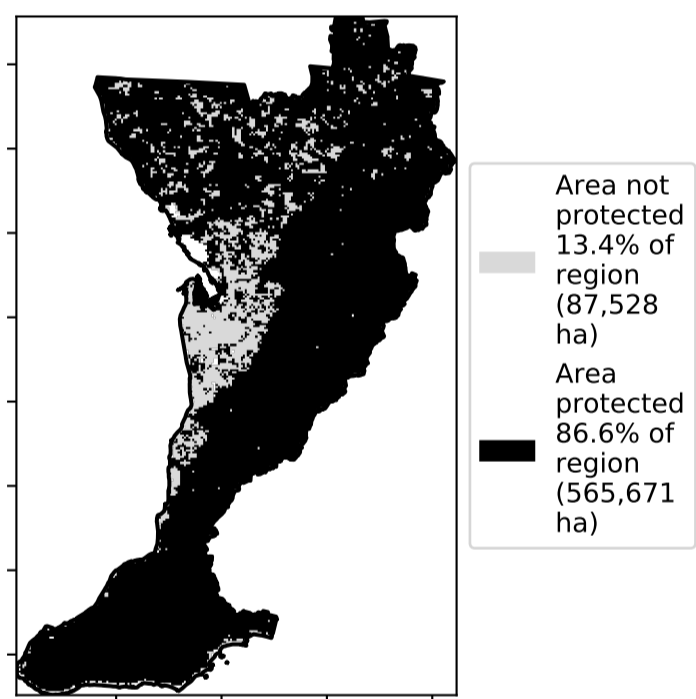 Area not
protected
13.4% of
region
(87,528
ha)
Area
protected
86.6% of
region
(565,671
ha)